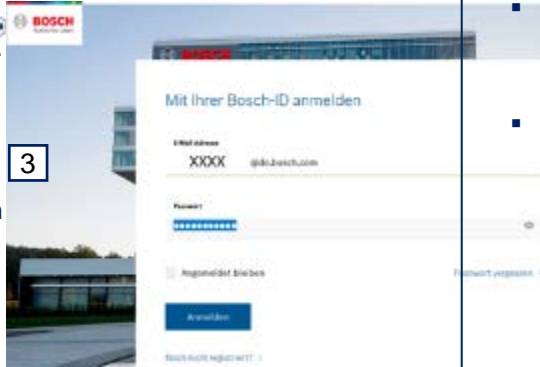 BOSCH
BOSCH
Mit Ihrer Bosch-ID anmelden
E-Mail Adresse
XXXX @de.bosch.com
3
Passwort
Angemeldet bleiben
Passwort vergessen
Anmelden
Noch nicht registriert?